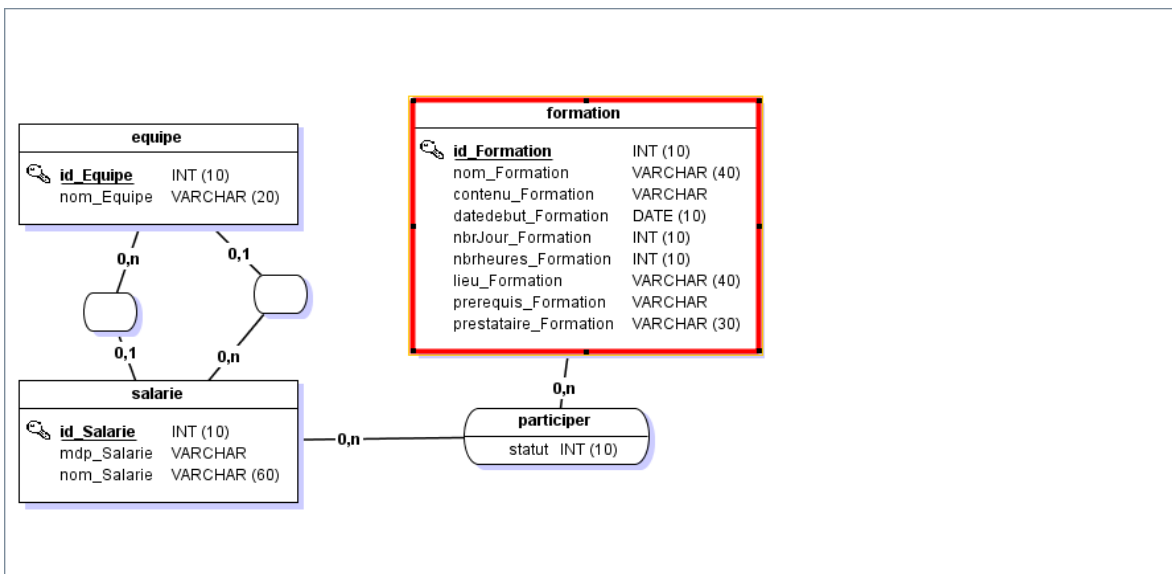 equipe
id_Equipe INT (10)
nom_Equipe VARCHAR (20)
0,n
0,1
0,1
0,n
salarie
id_Salarie INT (10)
mdp_Salarie VARCHAR
nom_Salarie VARCHAR (60)
formation
id_Formation INT (10)
nom_Formation VARCHAR (40)
contenu_Formation VARCHAR
datedebut_Formation DATE (10)
nbrJour_Formation INT (10)
nbrheures_Formation INT (10)
lieu_Formation VARCHAR (40)
prerequis_Formation VARCHAR
prestataire_Formation VARCHAR (30)
0,n
participer
statut INT (10)
0,n